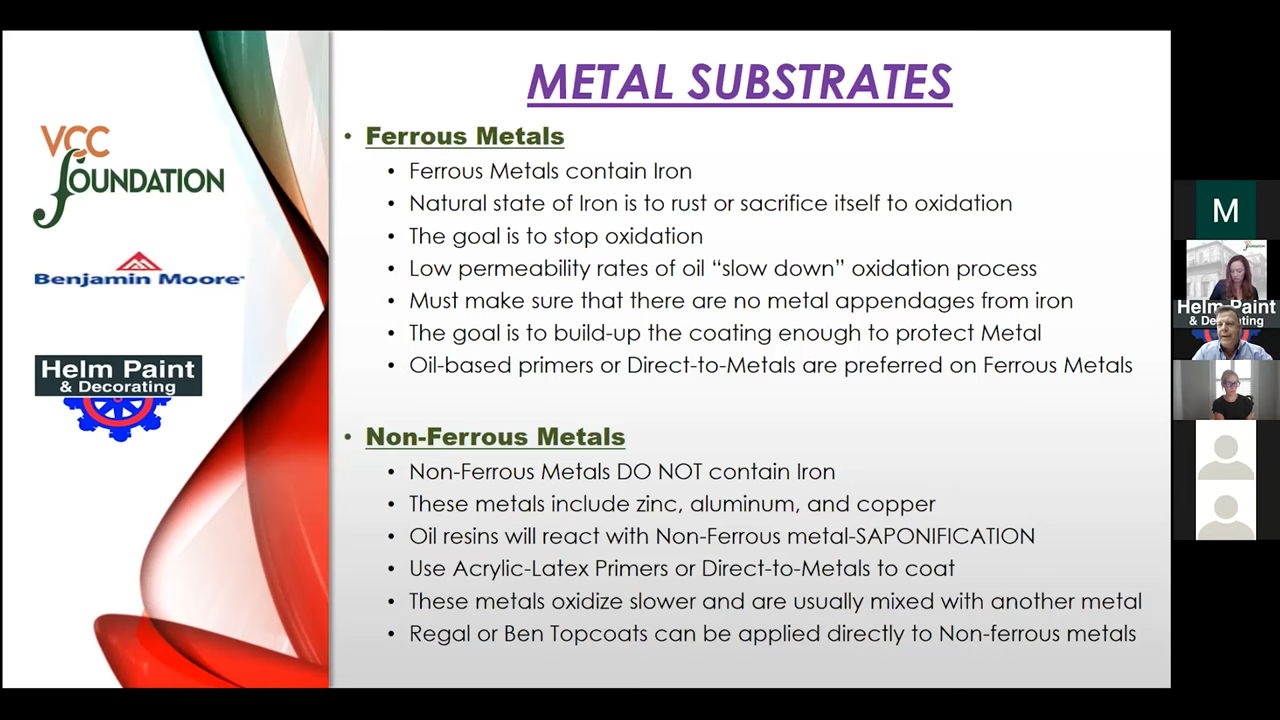 METAL SUBSTRATES
• Ferrous Metals
• Ferrous Metals contain Iron
• Natural state of Iron is to rust or sacrifice itself to oxidation
• The goal is to stop oxidation
• Low permeability rates of oil “slow down” oxidation process
• Must make sure that there are no metal appendages from iron
• The goal is to build-up the coating enough to protect Metal
• Oil-based primers or Direct-to-Metals are preferred on Ferrous Metals
• Non-Ferrous Metals
• Non-Ferrous Metals DO NOT contain Iron
• These metals include zinc, aluminum, and copper
• Oil resins will react with Non-Ferrous metal-SAPONIFICATION
• Use Acrylic-Latex Primers or Direct-to-Metals to coat
• These metals oxidize slower and are usually mixed with another metal
• Regal or Ben Topcoats can be applied directly to Non-ferrous metals
VCC
FOUNDATION
Benjamin Moore
Helm Paint
& Decorating
M
FOUNDATION
Helm Paint
& Decorating